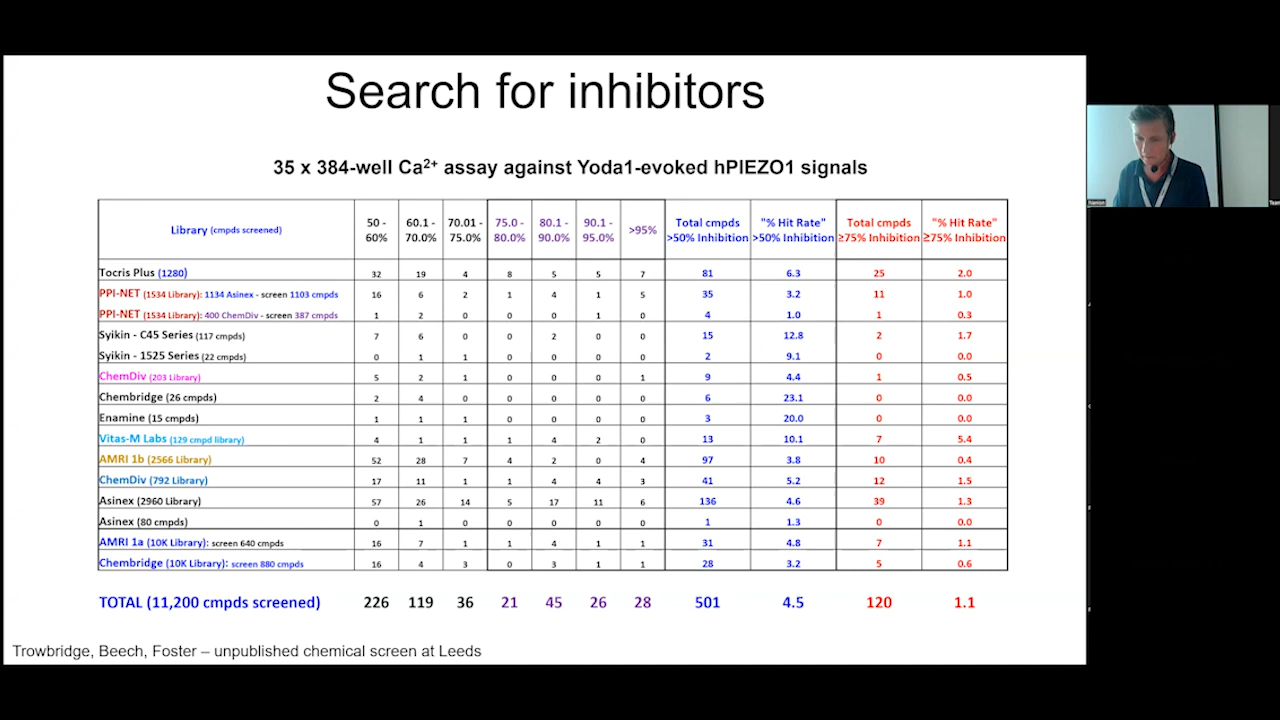 Search for inhibitors
35 x 384-well Ca2+ assay against Yoda1-evoked hPIEZO1 signals
Library (cmpds screened) 50 - 60% 60.1 - 70.0% 70.01 - 75.0% 75.0 - 80.0% 80.1 - 90.0% 90.1 - 95.0% >95% Total cmpds >50% Inhibition "% Hit Rate" >50% Inhibition Total cmpds ≥75% Inhibition "% Hit Rate" ≥75% Inhibition
Tocris Plus (1280) 32 19 4 8 5 5 7 81 6.3 25 2.0
PPI-NET (1534 Library): 1134 Asinex - screen 1103 cmpds 16 6 2 1 4 1 5 35 3.2 11 1.0
PPI-NET (1534 Library): 400 ChemDiv - screen 387 cmpds 1 2 0 0 0 1 0 4 1.0 1 0.3
Syikin - C45 Series (117 cmpds) 7 6 0 0 2 0 0 15 12.8 2 1.7
Syikin - 1525 Series (22 cmpds) 0 1 1 0 0 0 0 2 9.1 0 0.0
ChemDiv (203 Library) 5 2 1 0 0 0 1 9 4.4 1 0.5
Chembridge (26 cmpds) 2 4 0 0 0 0 0 6 23.1 0 0.0
Enamine (15 cmpds) 1 1 1 0 0 0 0 3 20.0 0 0.0
Vitas-M Labs (129 cmpd library) 4 1 1 1 4 2 0 13 10.1 7 5.4
AMRI 1b (2566 Library) 52 28 7 4 2 0 4 97 3.8 10 0.4
ChemDiv (792 Library) 17 11 1 1 4 4 3 41 5.2 12 1.5
Asinex (2960 Library) 57 26 14 5 17 11 6 136 4.6 39 1.3
Asinex (80 cmpds) 0 1 0 0 0 0 0 1 1.3 0 0.0
AMRI 1a (10K Library): screen 640 cmpds 16 7 1 1 4 1 1 31 4.8 7 1.1
Chembridge (10K Library): screen 880 cmpds 16 4 3 0 3 1 1 28 3.2 5 0.6
TOTAL (11,200 cmpds screened) 226 119 36 21 45 26 28 501 4.5 120 1.1
Trowbridge, Beech, Foster – unpublished chemical screen at Leeds